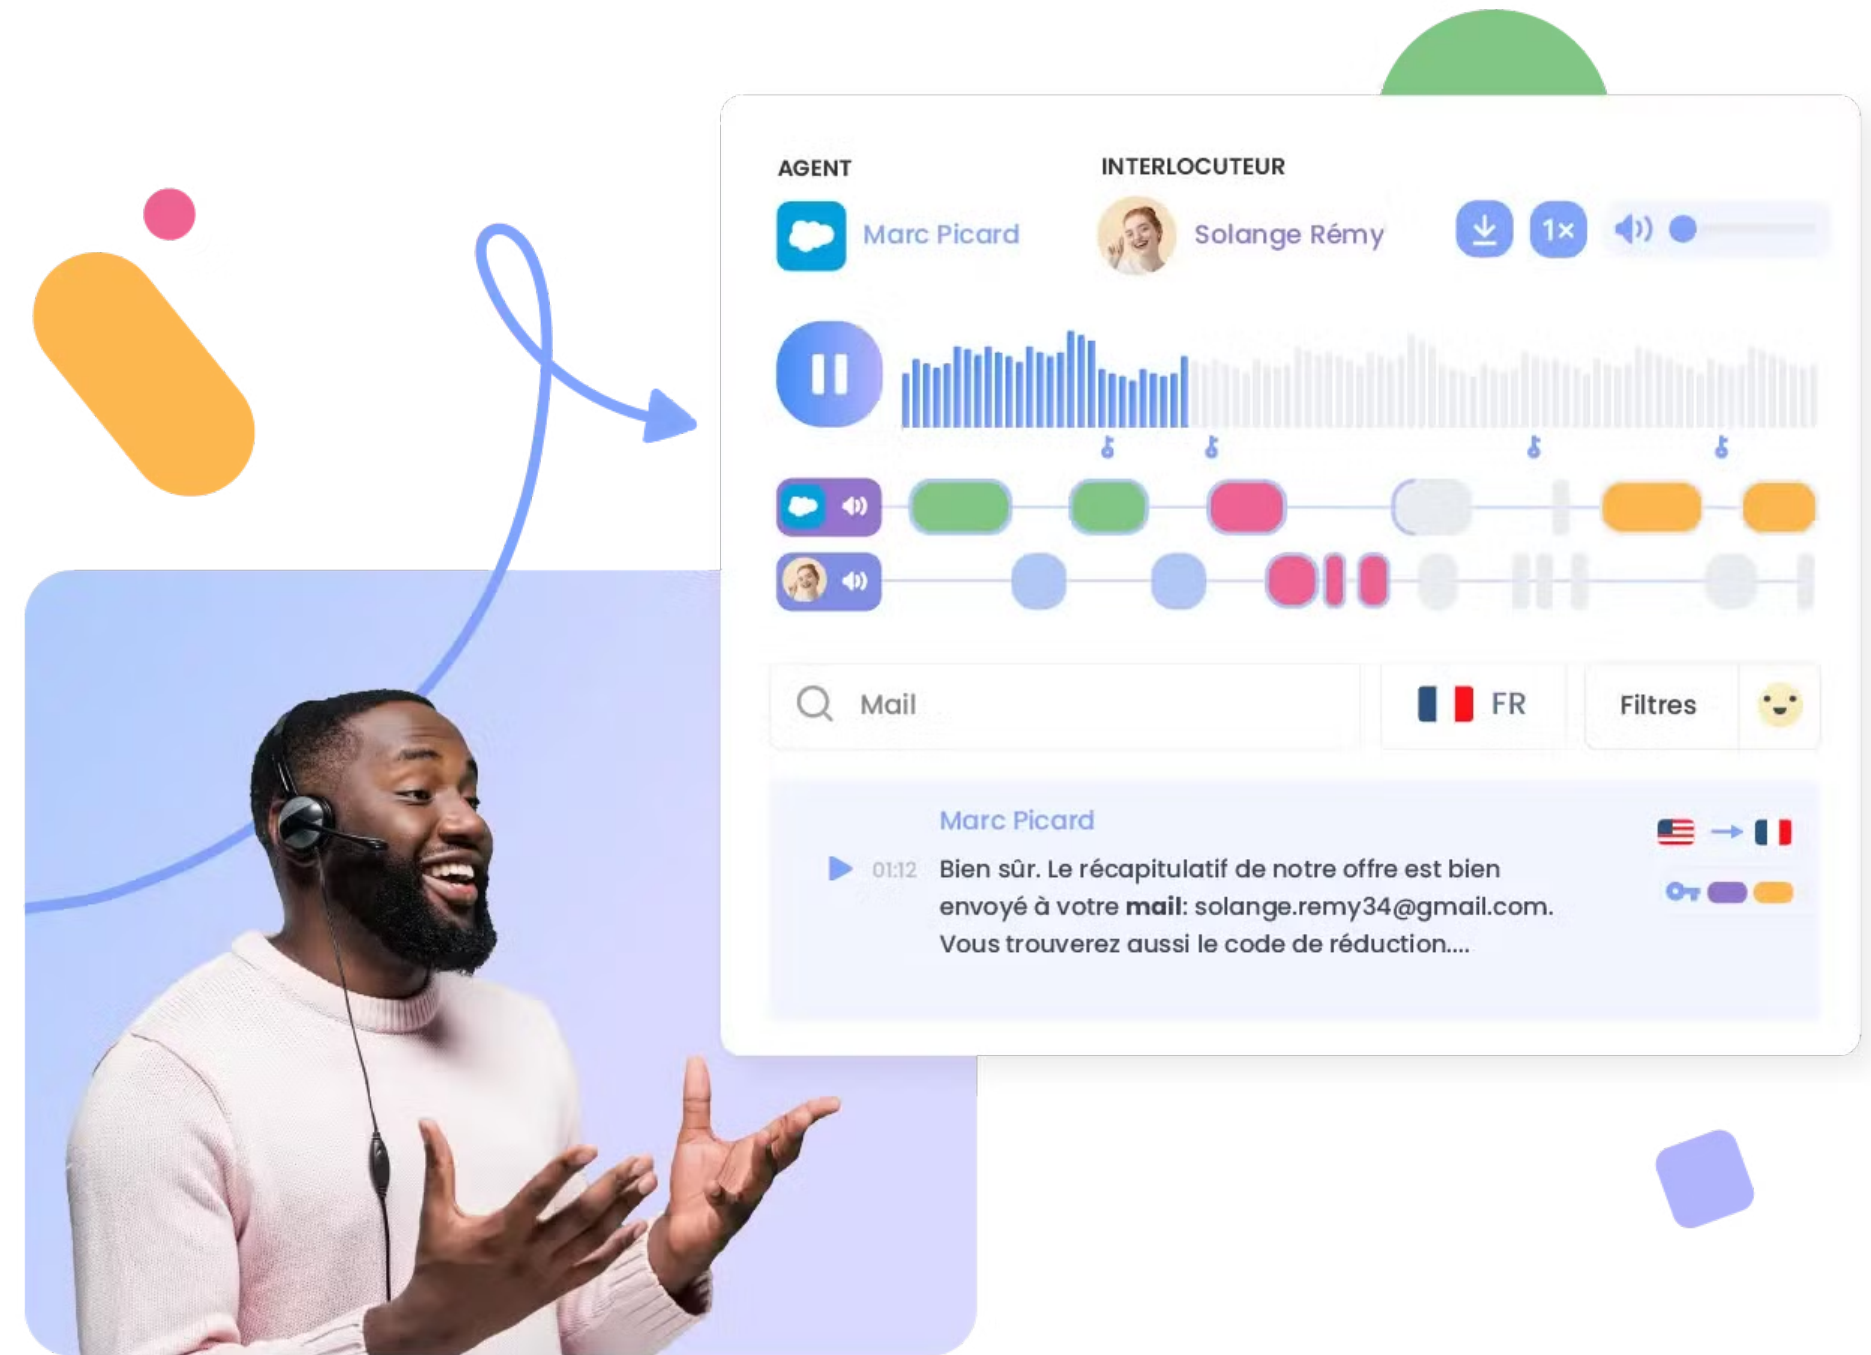 AGENT
INTERLOCUTEUR
Marc Picard
Solange Rémy
1×
Mail
FR
Filtres
Marc Picard
01:12
Bien sûr. Le récapitulatif de notre offre est bien
envoyé à votre mail: solange.remy34@gmail.com.
Vous trouverez aussi le code de réduction....